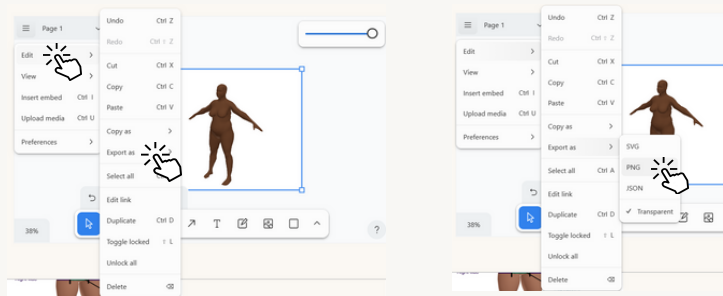 Page 1
Edit
View
Insert embed Ctrl I
Upload media Ctrl U
Preferences
Undo Ctrl Z
Redo Ctrl ⇧ Z
Cut Ctrl X
Copy Ctrl C
Paste Ctrl V
Copy as
Export as
Select all
Edit link
Duplicate Ctrl D
Toggle locked ⇧ L
Unlock all
Delete
38%
T
?
Page 1
Edit
View
Insert embed Ctrl I
Upload media Ctrl U
Preferences
Undo Ctrl Z
Redo Ctrl ⇧ Z
Cut Ctrl X
Copy Ctrl C
Paste Ctrl V
Copy as
Export as
Select all Ctrl A
Edit link
Duplicate Ctrl D
Toggle locked ⇧ L
Unlock all
Delete
SVG
PNG
JSON
✓ Transparent
38%